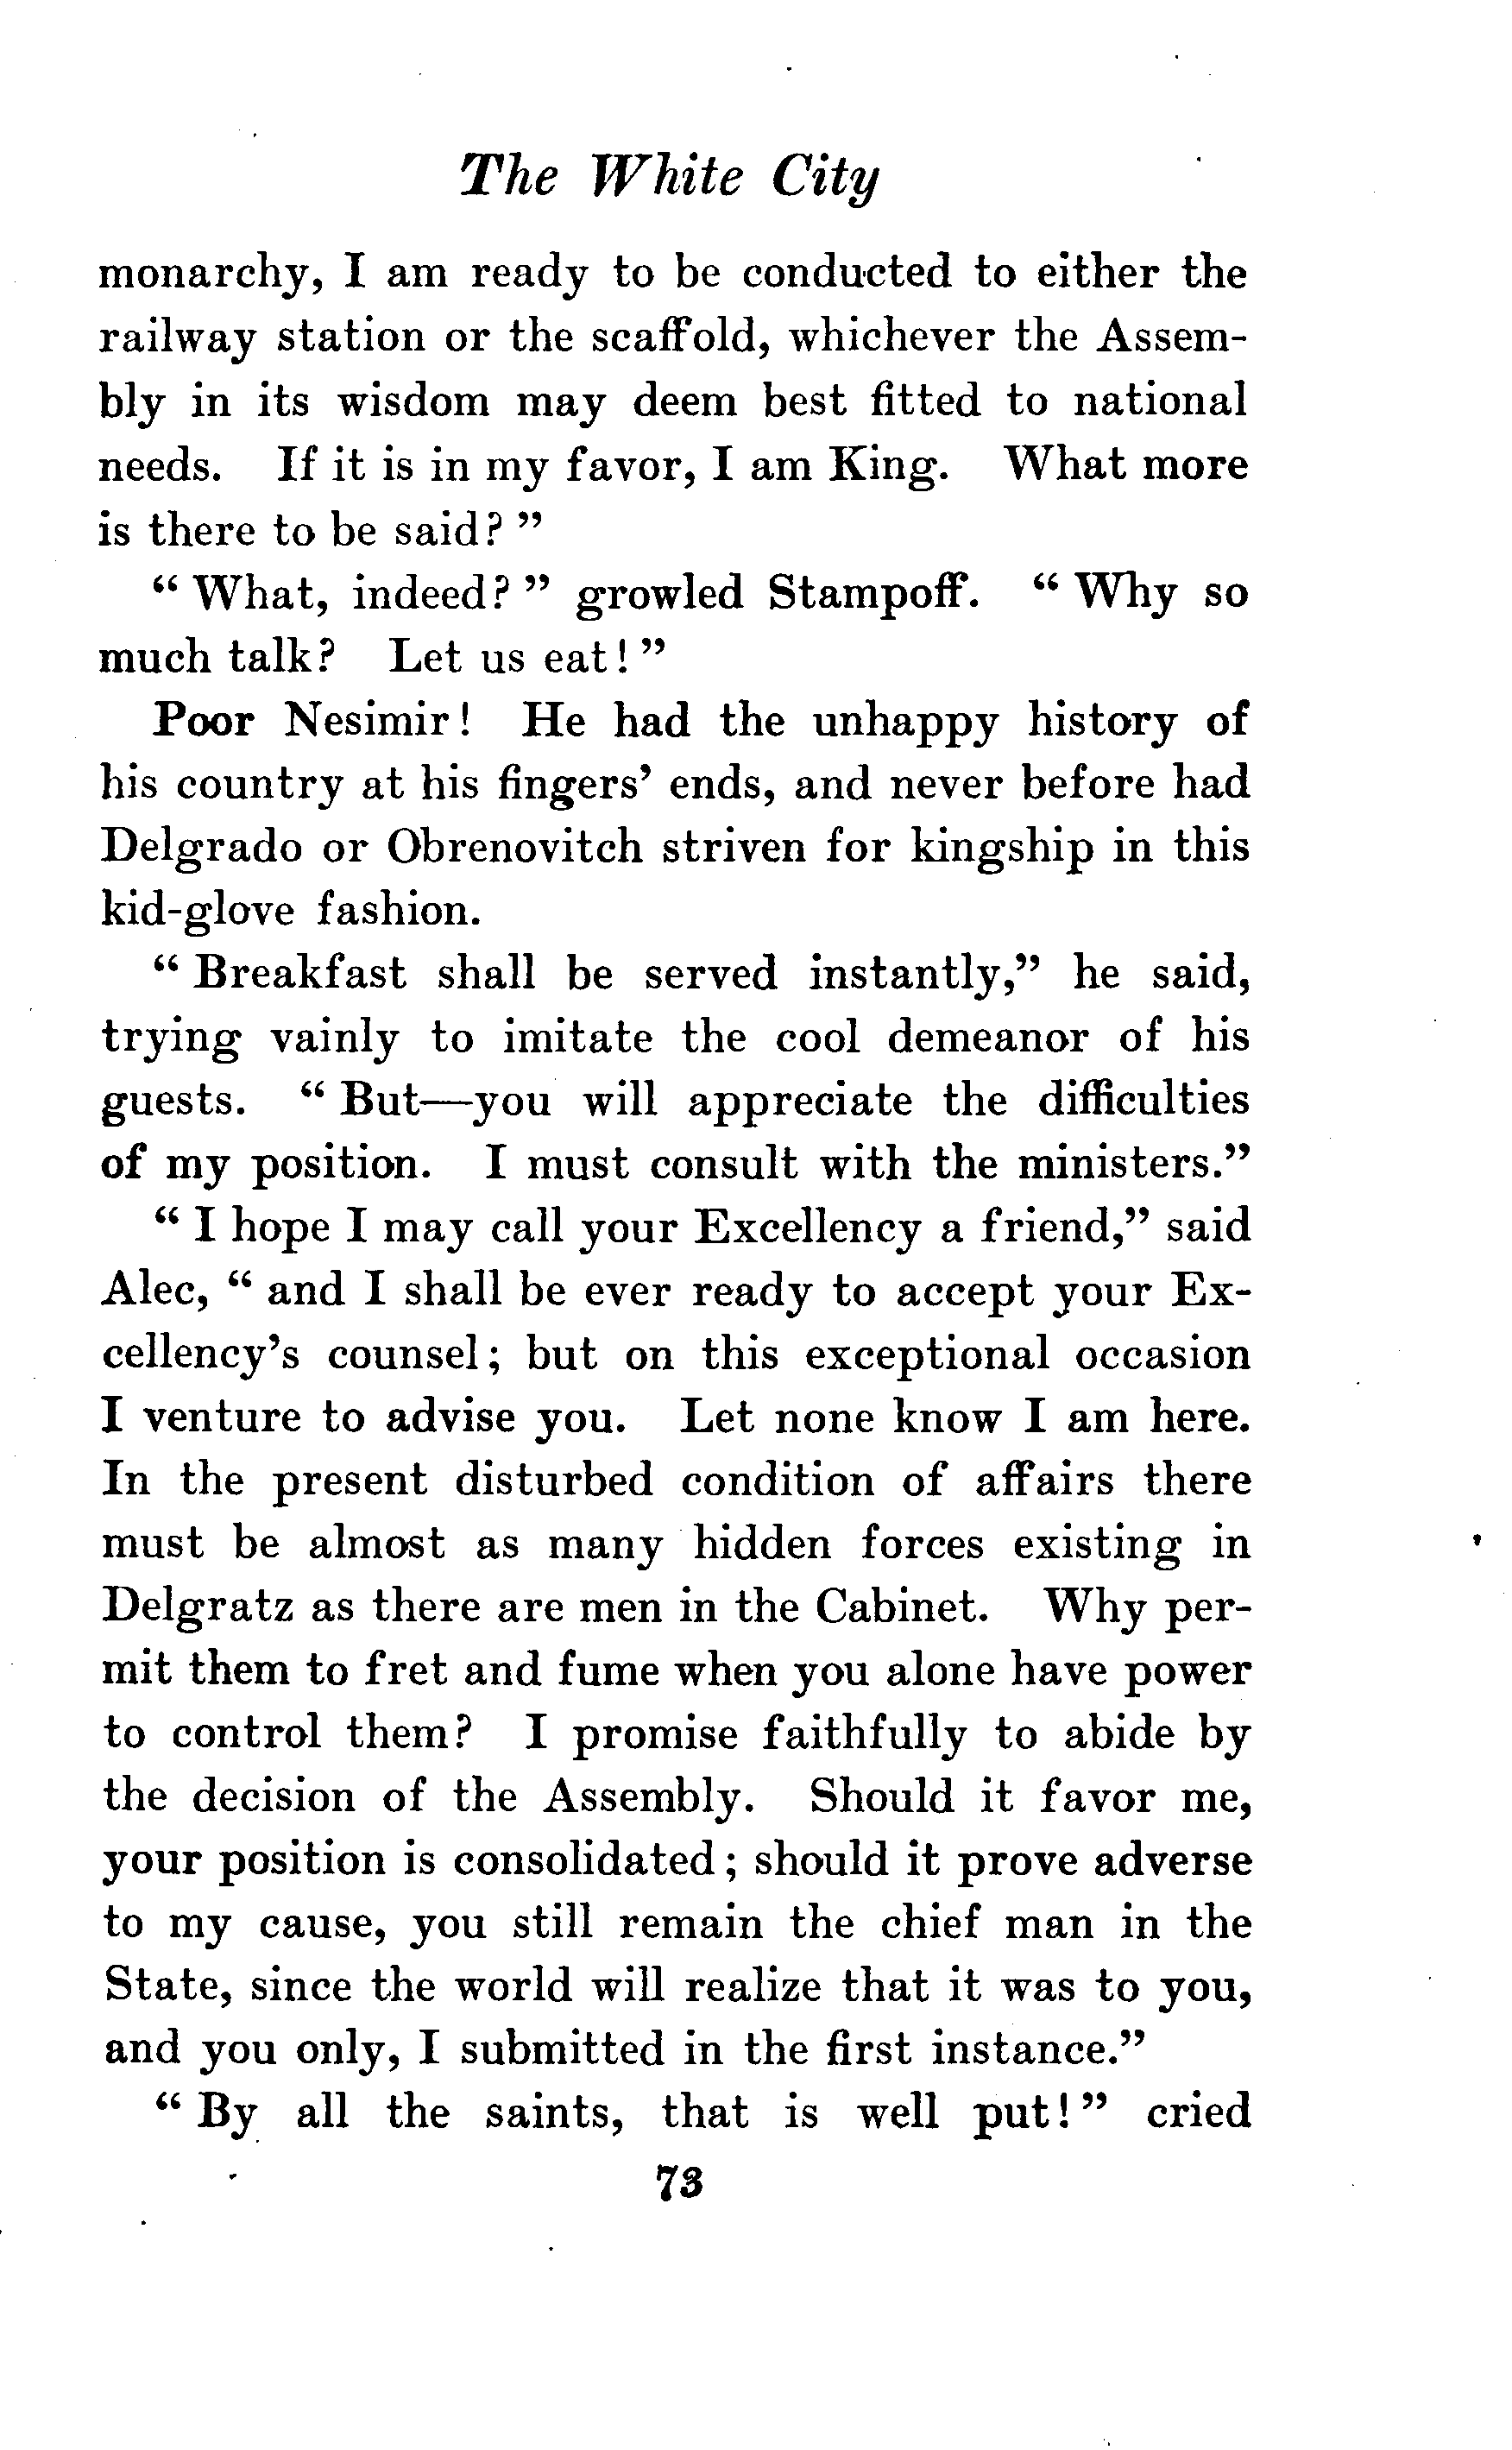 The White City
monarchy, I am ready to be conducted to either the
railway station or the scaffold, whichever the Assem-
bly in its wisdom may deem best fitted to national
needs. If it is in my favor, I am King. What more
is there to be said? ”
“ What, indeed? ” growled Stampoff. “ Why so
much talk? Let us eat! ”
Poor Nesimir! He had the unhappy history of
his country at his fingers’ ends, and never before had
Delgrado or Obrenovitch striven for kingship in this
kid-glove fashion.
“ Breakfast shall be served instantly,” he said,
trying vainly to imitate the cool demeanor of his
guests. “ But—you will appreciate the difficulties
of my position. I must consult with the ministers.”
“ I hope I may call your Excellency a friend,” said
Alec, “ and I shall be ever ready to accept your Ex-
cellency’s counsel; but on this exceptional occasion
I venture to advise you. Let none know I am here.
In the present disturbed condition of affairs there
must be almost as many hidden forces existing in
Delgratz as there are men in the Cabinet. Why per-
mit them to fret and fume when you alone have power
to control them? I promise faithfully to abide by
the decision of the Assembly. Should it favor me,
your position is consolidated; should it prove adverse
to my cause, you still remain the chief man in the
State, since the world will realize that it was to you,
and you only, I submitted in the first instance.”
“ By all the saints, that is well put! ” cried
73